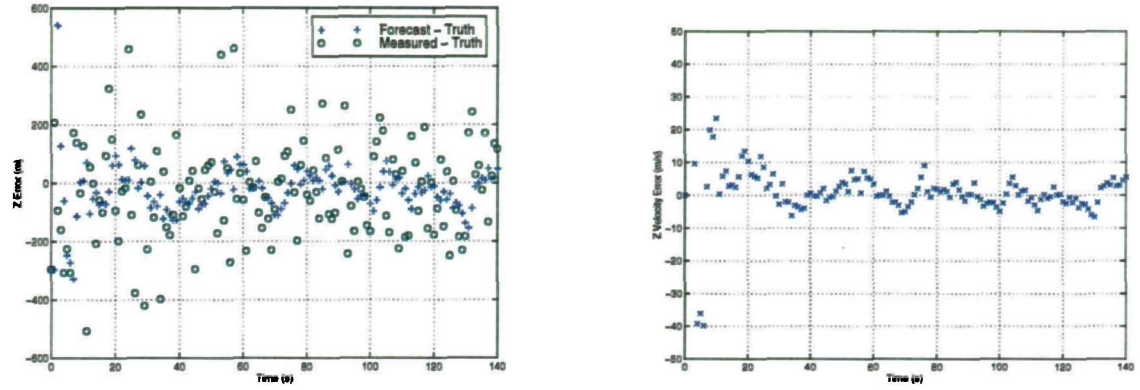 600
400
200
0
-200
-400
-600
Z Error (m)
+ + Forecast – Truth
o o Measured – Truth
0 20 40 60 80 100 120 140
Time (s)
50
40
30
20
10
0
-10
-20
-30
-40
-50
Z Velocity Error (m/s)
0 20 40 60 80 100 120 140
Time (s)